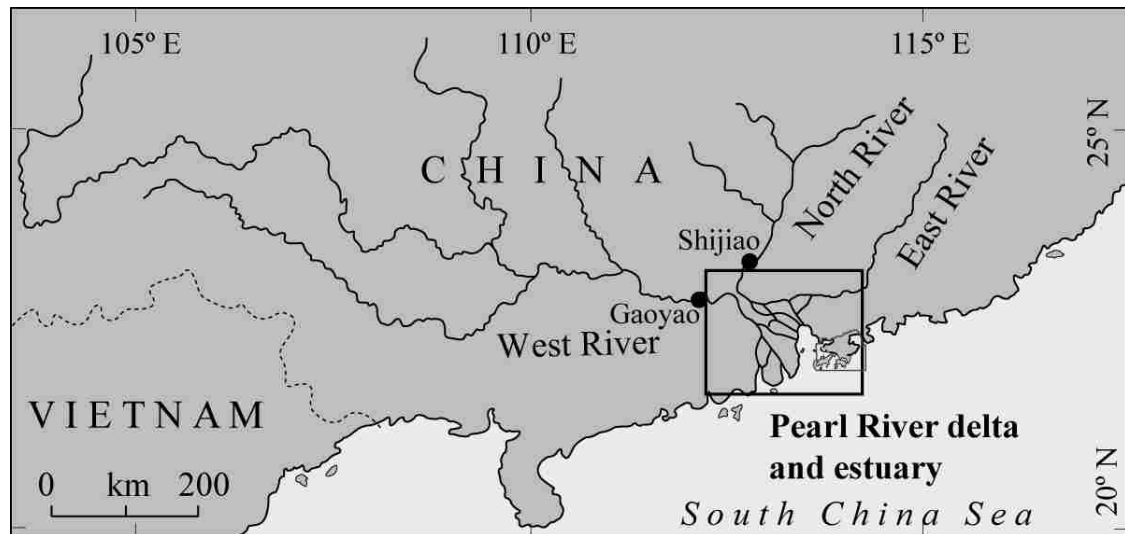 105º E
110º E
115º E
25º N
CHINA
North River
East River
Shijiao
Gaoyao
West River
VIETNAM
Pearl River delta
and estuary
0 km 200
South China Sea
20º N